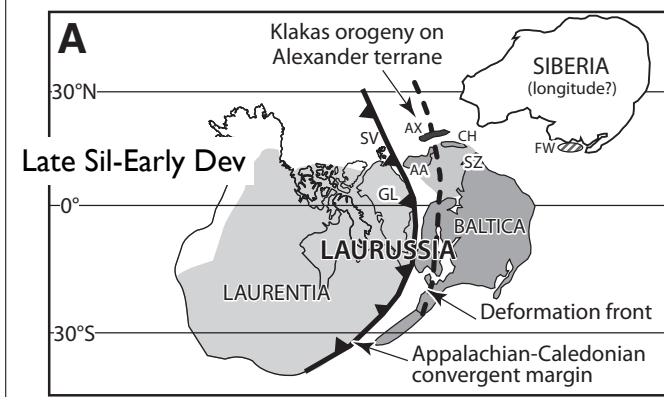 A
Klakas orogeny on
Alexander terrane
SIBERIA
(longitude?)
30°N
AX
CH
SV
FW
Late Sil-Early Dev
AA
SZ
GL
0°
BALTICA
LAURUSSIA
LAURENTIA
Deformation front
30°S
Appalachian-Caledonian
convergent margin